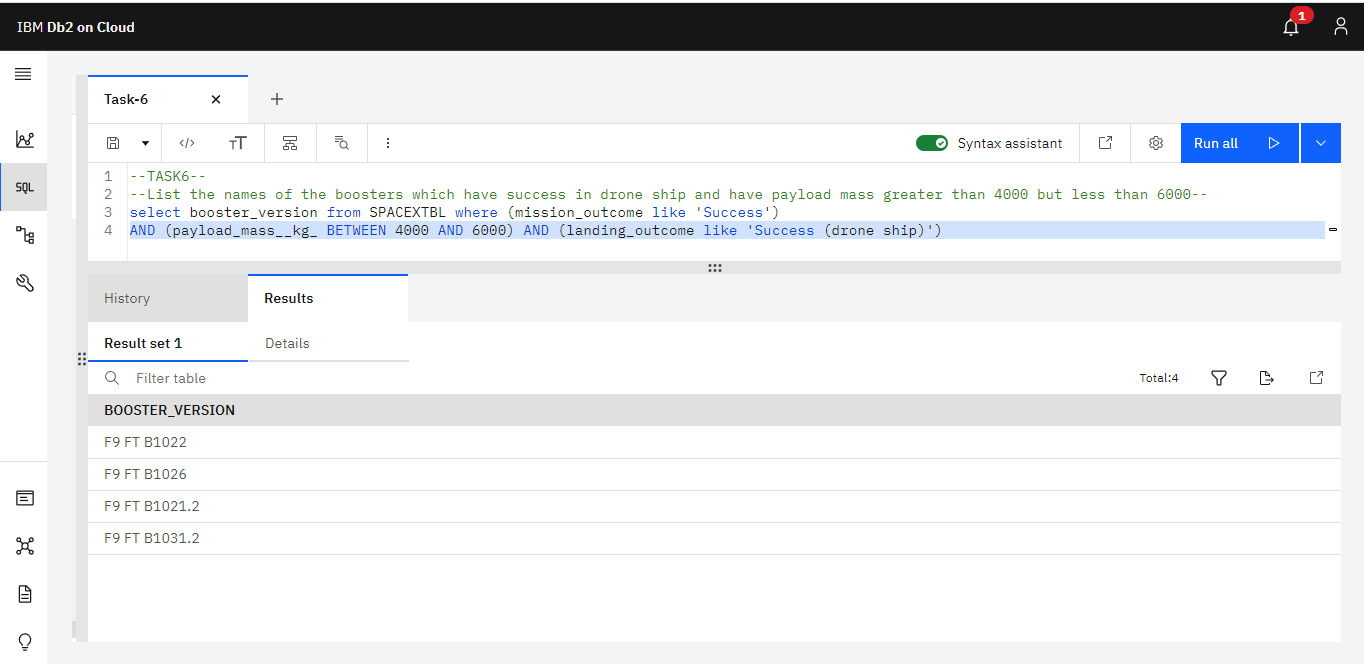 IBM Db2 on Cloud
1
Task-6
Syntax assistant
Run all
SQL
1 --TASK6--
2 --List the names of the boosters which have success in drone ship and have payload mass greater than 4000 but less than 6000--
3 select booster_version from SPACEXTBL where (mission_outcome like 'Success')
4 AND (payload_mass__kg_ BETWEEN 4000 AND 6000) AND (landing_outcome like 'Success (drone ship)')
History
Results
Result set 1
Details
Filter table
Total:4
BOOSTER_VERSION
F9 FT B1022
F9 FT B1026
F9 FT B1021.2
F9 FT B1031.2